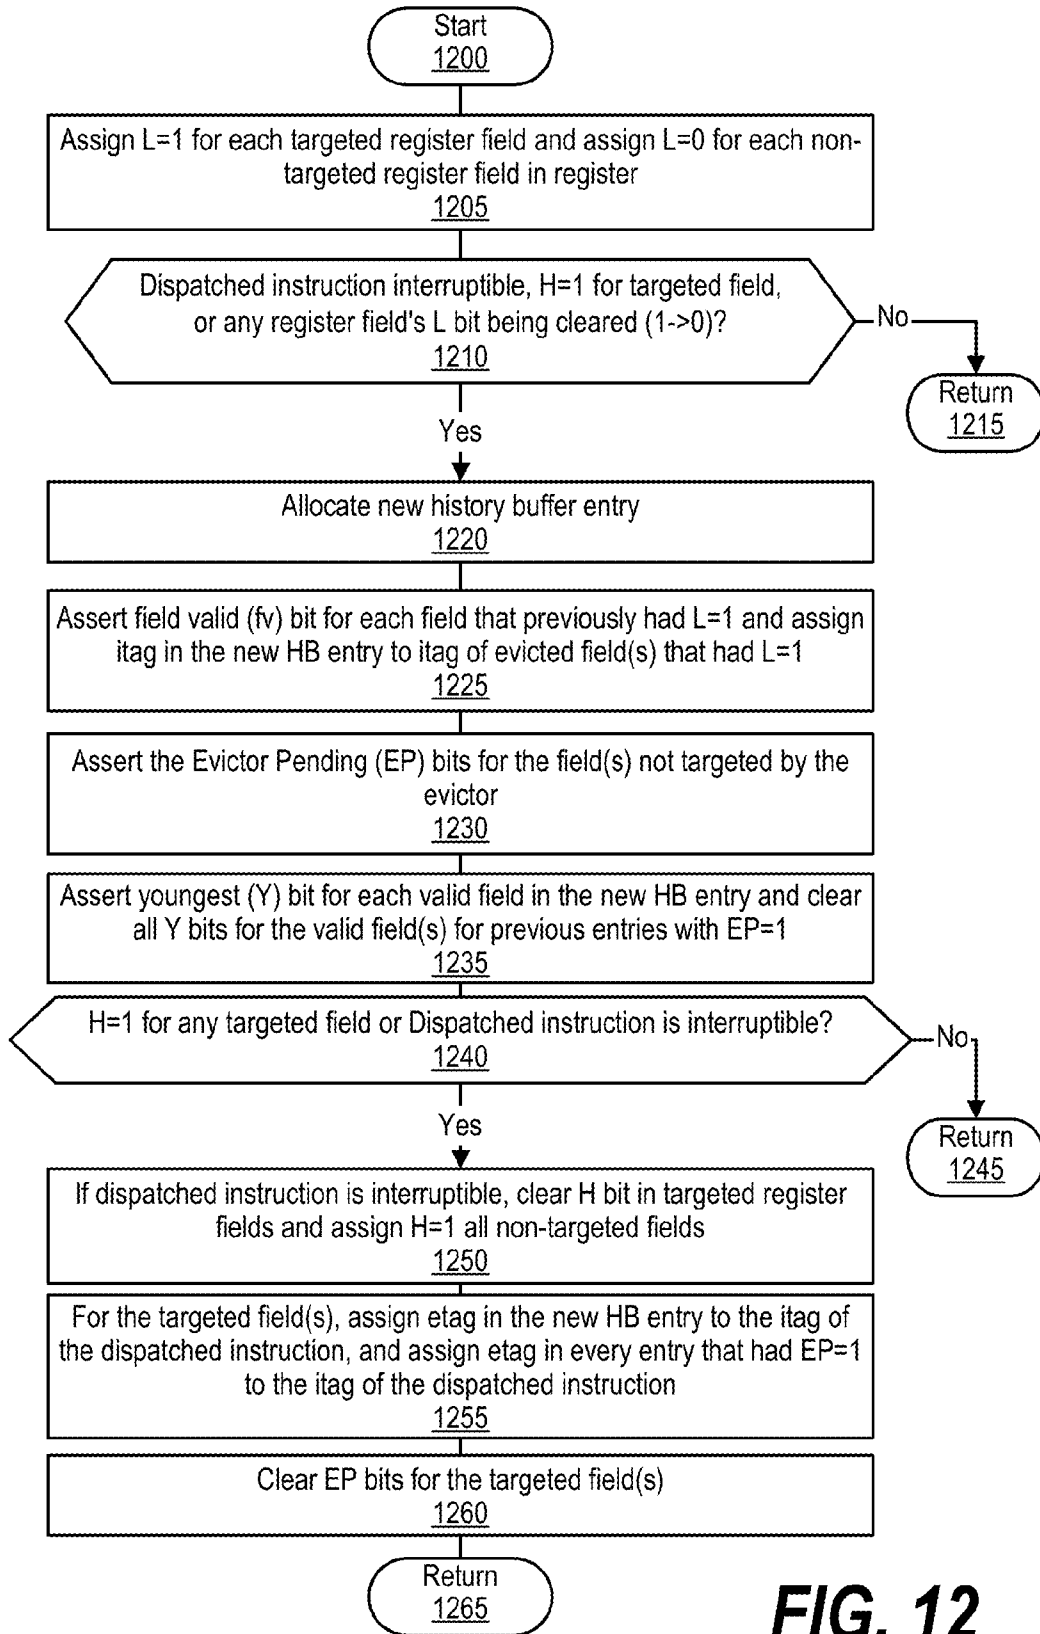 Start
1200
Assign L=1 for each targeted register field and assign L=0 for each non-
targeted register field in register
1205
Dispatched instruction interruptible, H=1 for targeted field,
or any register field's L bit being cleared (1->0)?
1210
No
Return
1215
Yes
Allocate new history buffer entry
1220
Assert field valid (fv) bit for each field that previously had L=1 and assign
itag in the new HB entry to itag of evicted field(s) that had L=1
1225
Assert the Evictor Pending (EP) bits for the field(s) not targeted by the
evictor
1230
Assert youngest (Y) bit for each valid field in the new HB entry and clear
all Y bits for the valid field(s) for previous entries with EP=1
1235
H=1 for any targeted field or Dispatched instruction is interruptible?
1240
No
Return
1245
Yes
If dispatched instruction is interruptible, clear H bit in targeted register
fields and assign H=1 all non-targeted fields
1250
For the targeted field(s), assign etag in the new HB entry to the itag of
the dispatched instruction, and assign etag in every entry that had EP=1
to the itag of the dispatched instruction
1255
Clear EP bits for the targeted field(s)
1260
Return
1265
FIG. 12